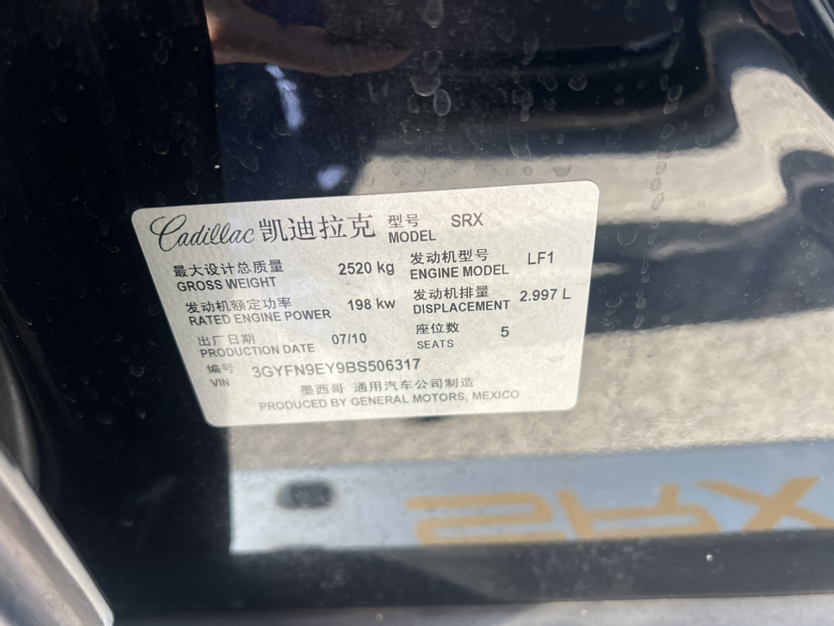 Cadillac 凯迪拉克 型号 MODEL SRX
最大设计总质量 GROSS WEIGHT 2520 kg 发动机型号 ENGINE MODEL LF1
发动机额定功率 RATED ENGINE POWER 198 kw 发动机排量 DISPLACEMENT 2.997 L
出厂日期 PRODUCTION DATE 07/10 座位数 SEATS 5
编号 VIN 3GYFN9EY9BS506317
墨西哥 通用汽车公司制造
PRODUCED BY GENERAL MOTORS, MEXICO
SRX